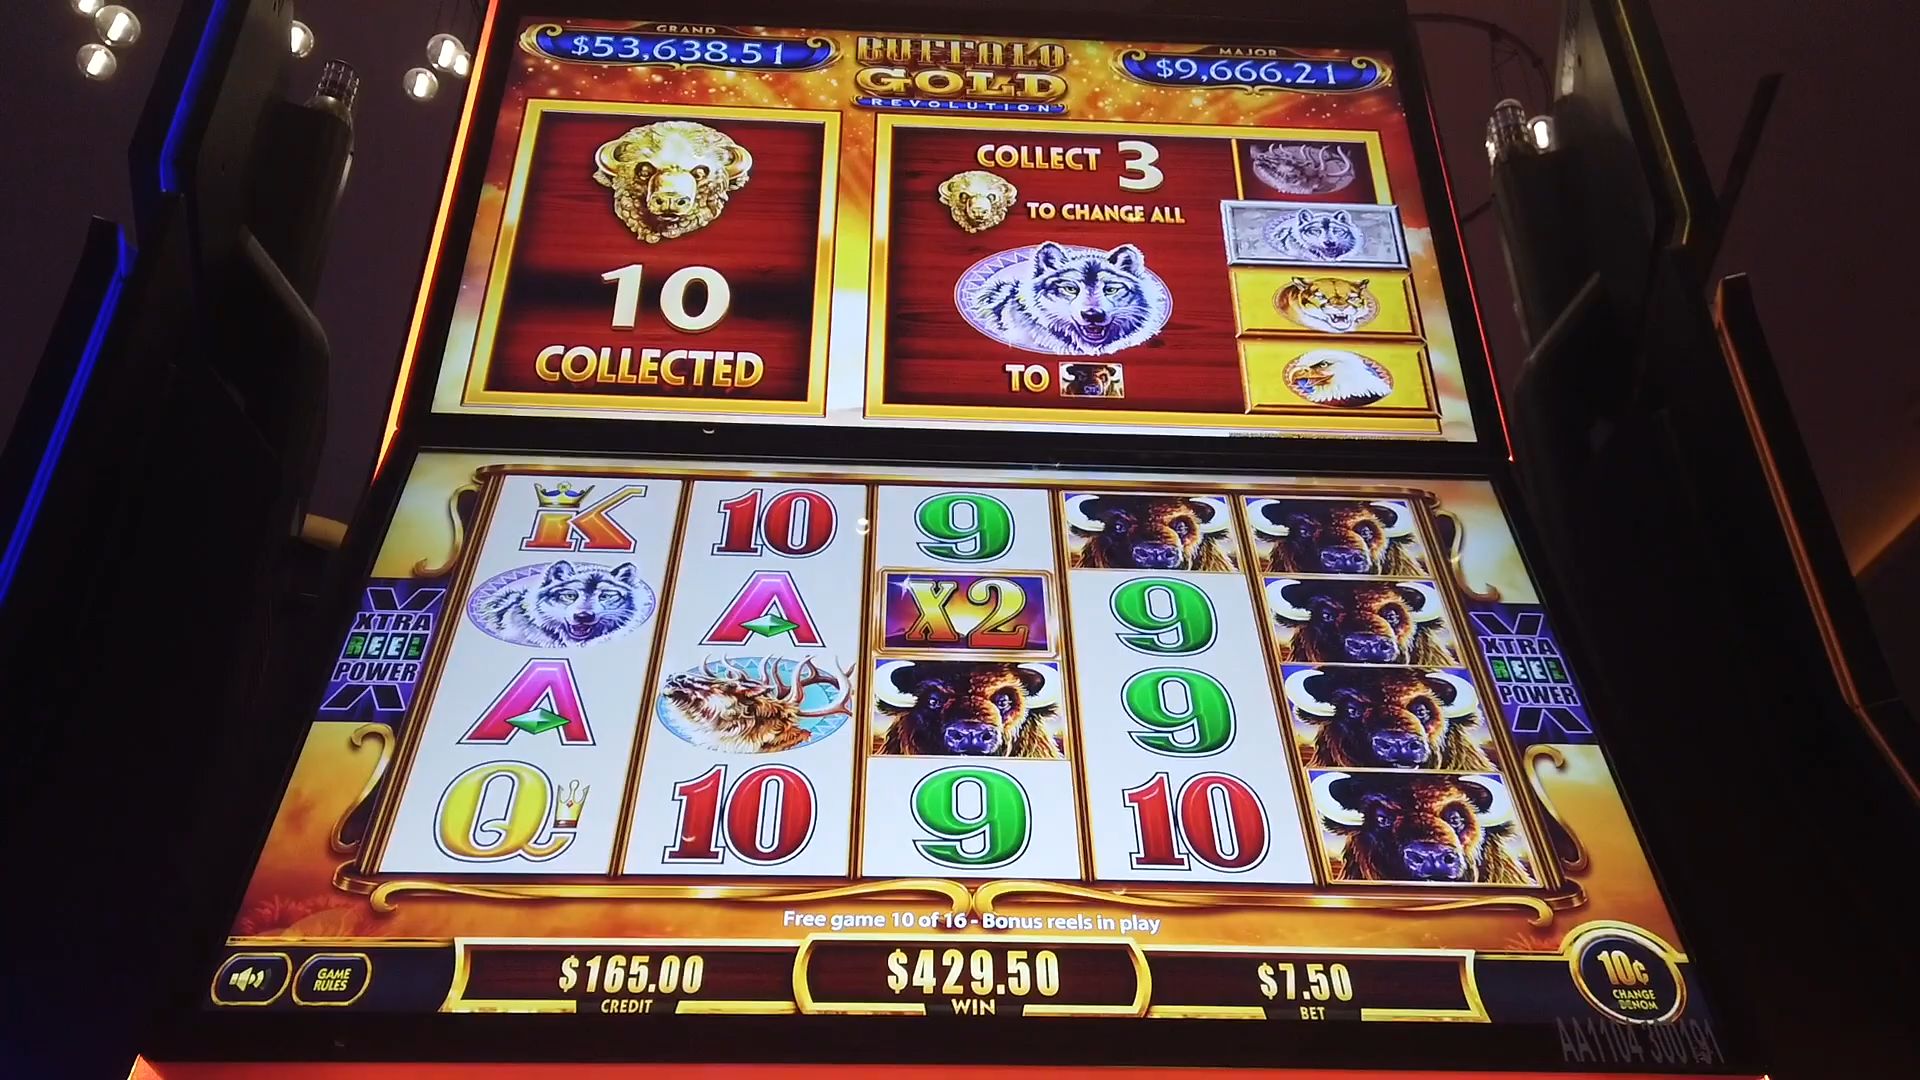 GRAND
$53,638.51
BUFFALO
GOLD
REVOLUTION
MAJOR
$9,666.21
10
COLLECTED
COLLECT 3
TO CHANGE ALL
TO
K
10
9
X2
A
9
A
9
Q
10
9
10
XTRA
REEL
POWER
X
XTRA
REEL
POWER
X
Free game 10 of 16 - Bonus reels in play
GAME
RULES
$165.00
CREDIT
$429.50
WIN
$7.50
BET
10¢
CHANGE
DENOM